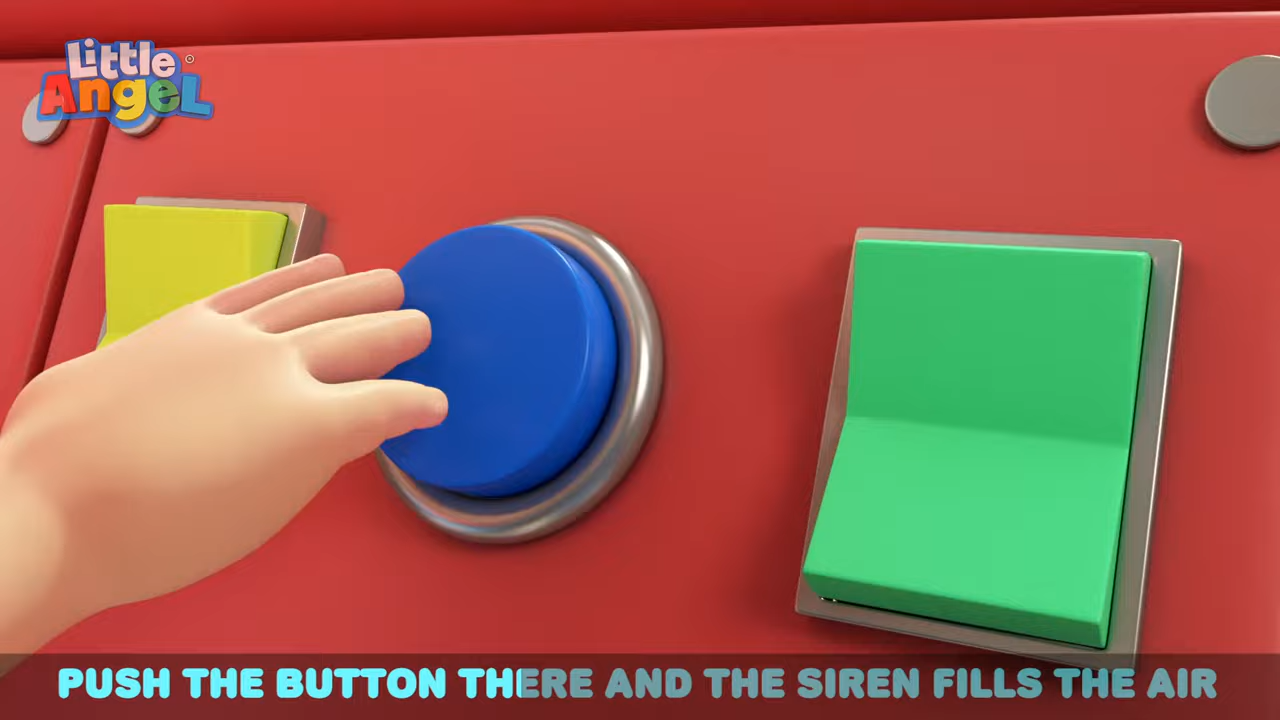 Little
Angel
PUSH THE BUTTON THERE AND THE SIREN FILLS THE AIR